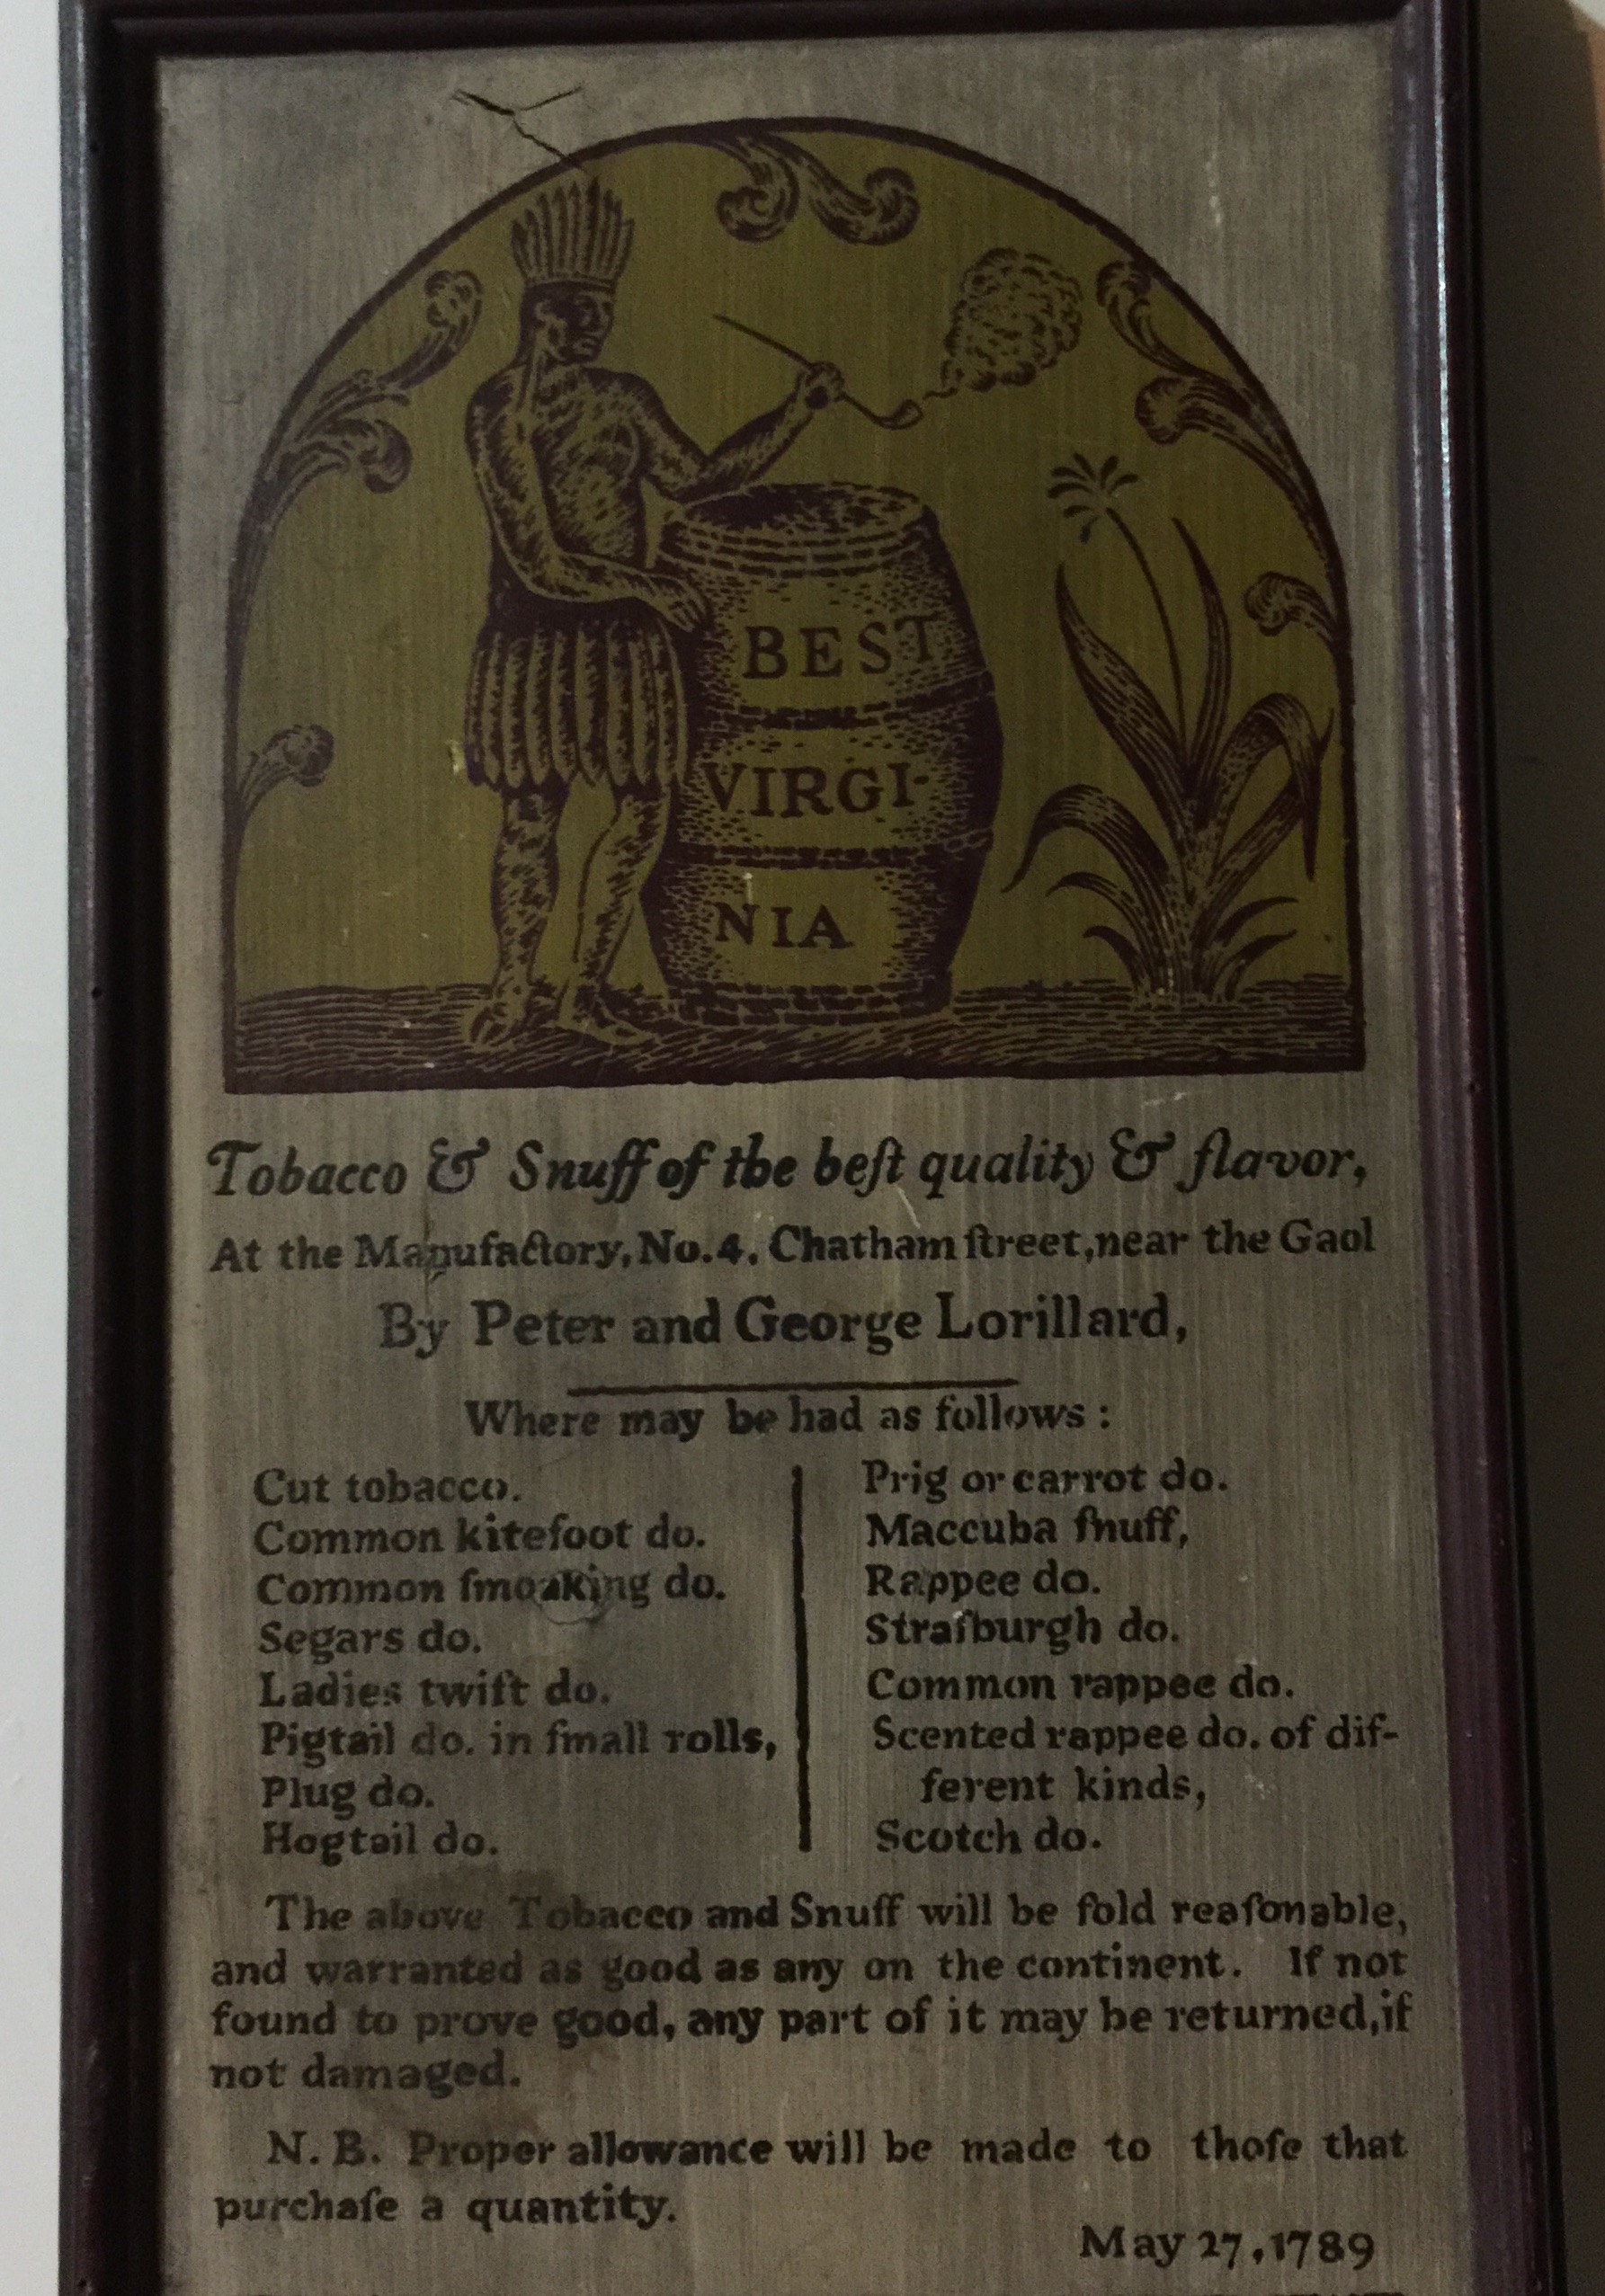 BEST
VIRGI-
NIA
Tobacco & Snuff of the beſt quality & flavor,
At the Manufactory, No. 4, Chatham ſtreet, near the Gaol
By Peter and George Lorillard,
Where may be had as follows :
Cut tobacco.
Common kitefoot do.
Common ſmoaking do.
Segars do.
Ladies twiſt do.
Pigtail do. in ſmall rolls,
Plug do.
Hogtail do.
Prig or carrot do.
Maccuba ſnuff,
Rappee do.
Straſburgh do.
Common rappee do.
Scented rappee do. of dif-
ferent kinds,
Scotch do.
The above Tobacco and Snuff will be ſold reaſonable,
and warranted as good as any on the continent. If not
found to prove good, any part of it may be returned, if
not damaged.
N. B. Proper allowance will be made to thoſe that
purchaſe a quantity.
May 27, 1789